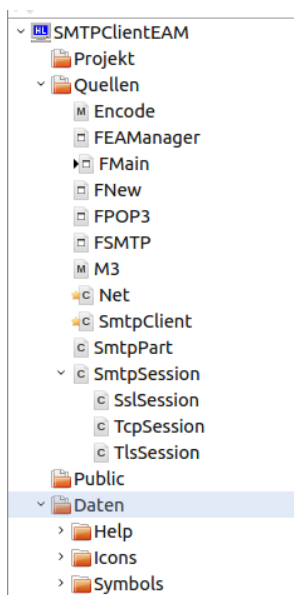 SMTPClientEAM
Projekt
Quellen
M Encode
FEAManager
FMain
FNew
FPOP3
FSMTP
M M3
C Net
C SmtpClient
C SmtpPart
C SmtpSession
C SslSession
C TcpSession
C TlsSession
Public
Daten
Help
Icons
Symbols